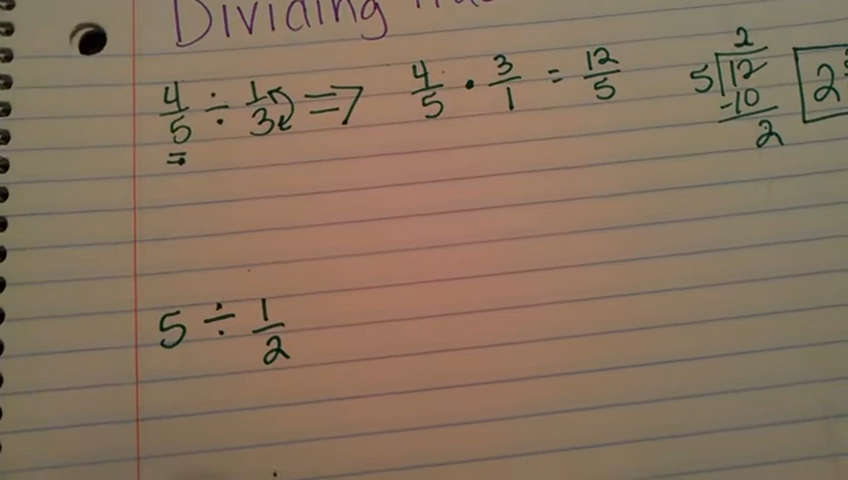 Dividing
4/5 ÷ 1/3 => 4/5 · 3/1 = 12/5 5)12 2 -10 2 2
=
5 ÷ 1/2